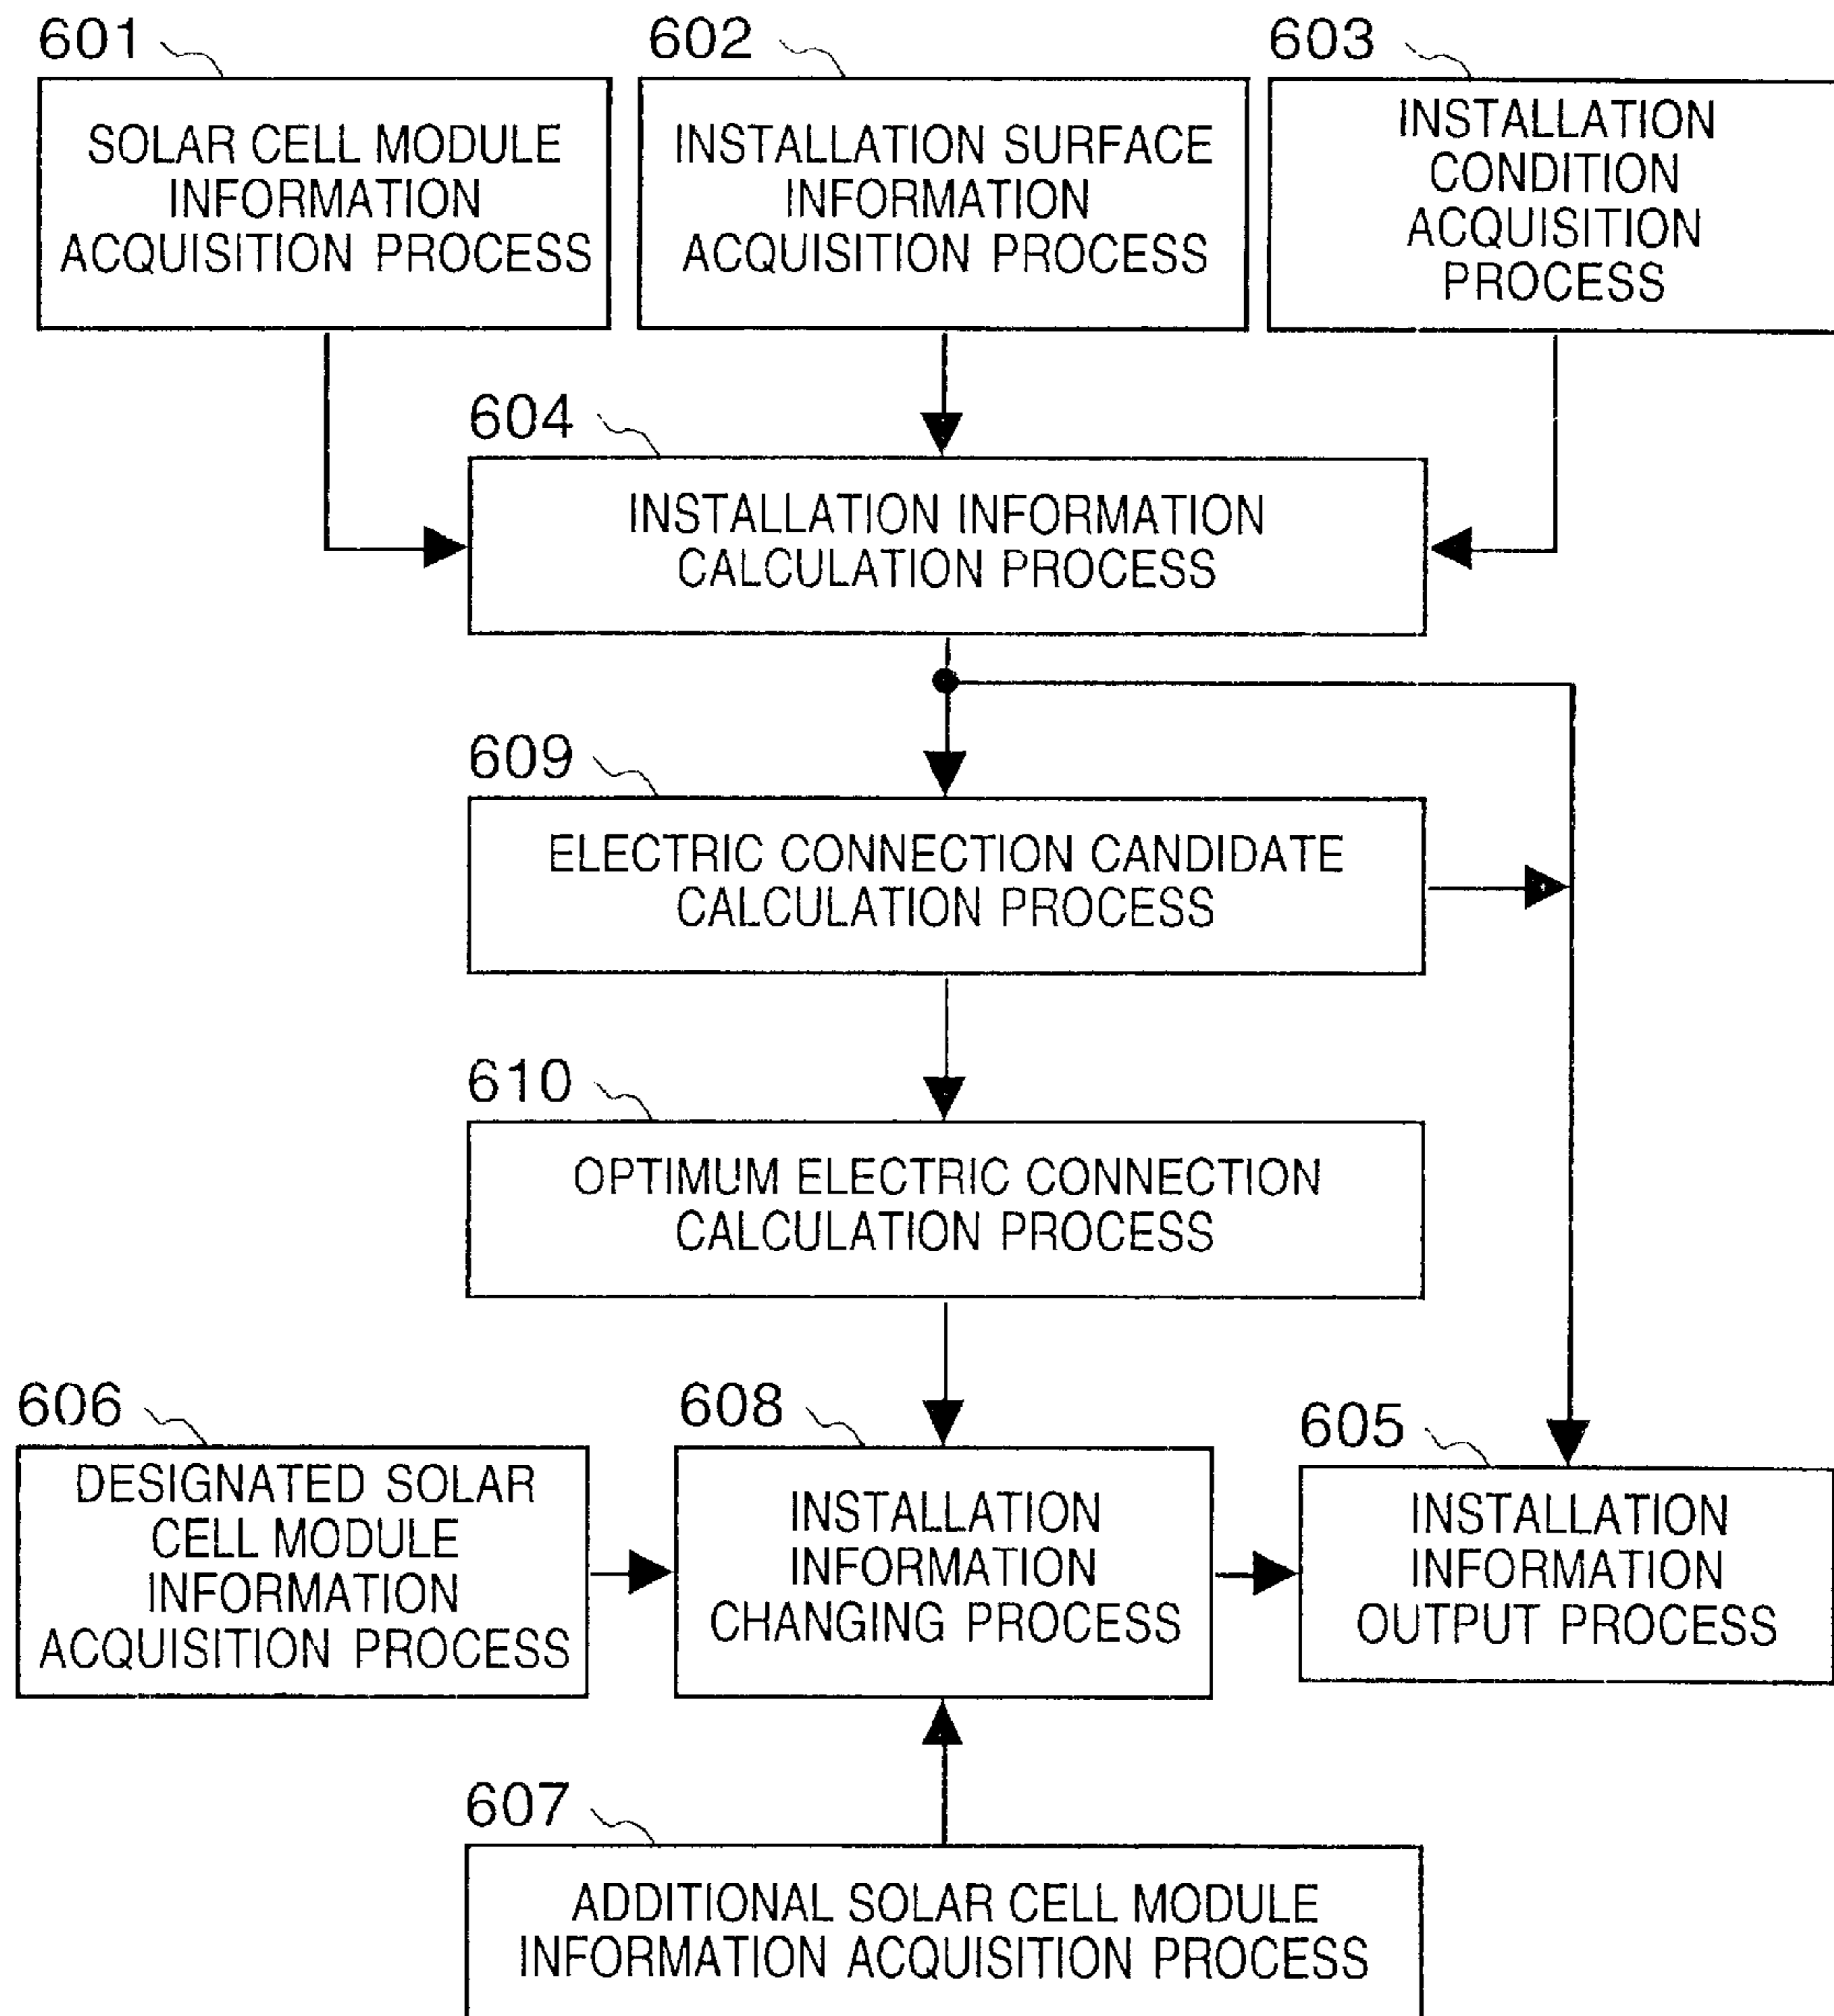 601
SOLAR CELL MODULE
INFORMATION
ACQUISITION PROCESS
602
INSTALLATION SURFACE
INFORMATION
ACQUISITION PROCESS
603
INSTALLATION
CONDITION
ACQUISITION
PROCESS
604
INSTALLATION INFORMATION
CALCULATION PROCESS
609
ELECTRIC CONNECTION CANDIDATE
CALCULATION PROCESS
610
OPTIMUM ELECTRIC CONNECTION
CALCULATION PROCESS
606
DESIGNATED SOLAR
CELL MODULE
INFORMATION
ACQUISITION PROCESS
608
INSTALLATION
INFORMATION
CHANGING PROCESS
605
INSTALLATION
INFORMATION
OUTPUT PROCESS
607
ADDITIONAL SOLAR CELL MODULE
INFORMATION ACQUISITION PROCESS